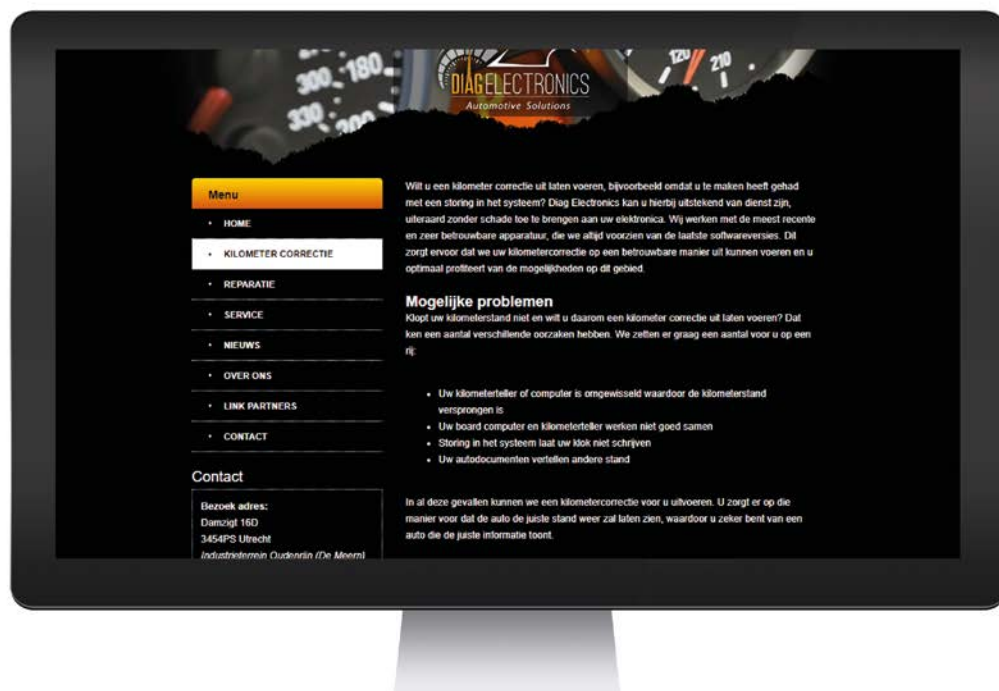 300 180
330 300
120 210
DIAGELECTRONICS
Automotive Solutions
Menu
• HOME
• KILOMETER CORRECTIE
• REPARATIE
• SERVICE
• NIEUWS
• OVER ONS
• LINK PARTNERS
• CONTACT
Contact
Bezoek adres:
Damzigt 16D
3454PS Utrecht
Industrieterrein Oudenrijn (De Meern)
Wilt u een kilometer correctie uit laten voeren, bijvoorbeeld omdat u te maken heeft gehad
met een storing in het systeem? Diag Electronics kan u hierbij uitstekend van dienst zijn,
uiteraard zonder schade toe te brengen aan uw elektronica. Wij werken met de meest recente
en zeer betrouwbare apparatuur, die we altijd voorzien van de laatste softwareversies. Dit
zorgt ervoor dat we uw kilometercorrectie op een betrouwbare manier uit kunnen voeren en u
optimaal profiteert van de mogelijkheden op dit gebied.
Mogelijke problemen
Klopt uw kilometerstand niet en wilt u daarom een kilometer correctie uit laten voeren? Dat
ken een aantal verschillende oorzaken hebben. We zetten er graag een aantal voor u op een
rij:
• Uw kilometerteller of computer is omgewisseld waardoor de kilometerstand
versprongen is
• Uw board computer en kilometerteller werken niet goed samen
• Storing in het systeem laat uw klok niet schrijven
• Uw autodocumenten vertellen andere stand
In al deze gevallen kunnen we een kilometercorrectie voor u uitvoeren. U zorgt er op die
manier voor dat de auto de juiste stand weer zal laten zien, waardoor u zeker bent van een
auto die de juiste informatie toont.